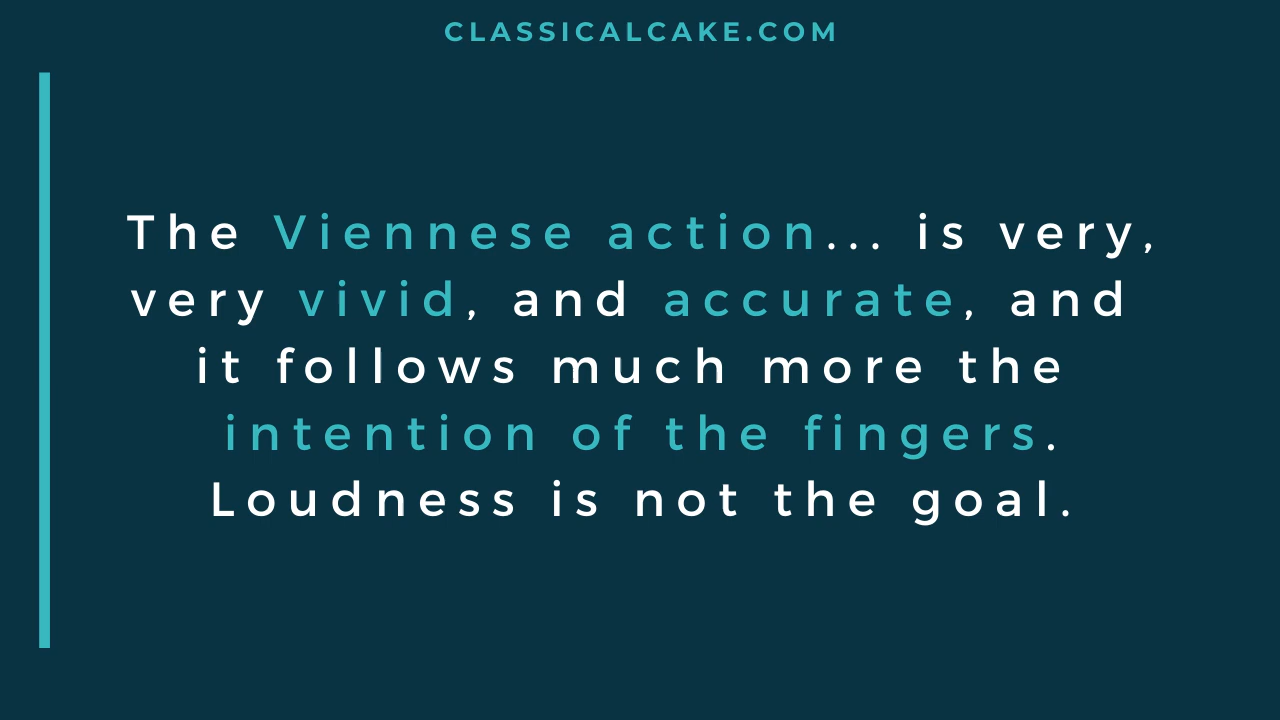 CLASSICALCAKE.COM
The Viennese action... is very,
very vivid, and accurate, and
it follows much more the
intention of the fingers.
Loudness is not the goal.